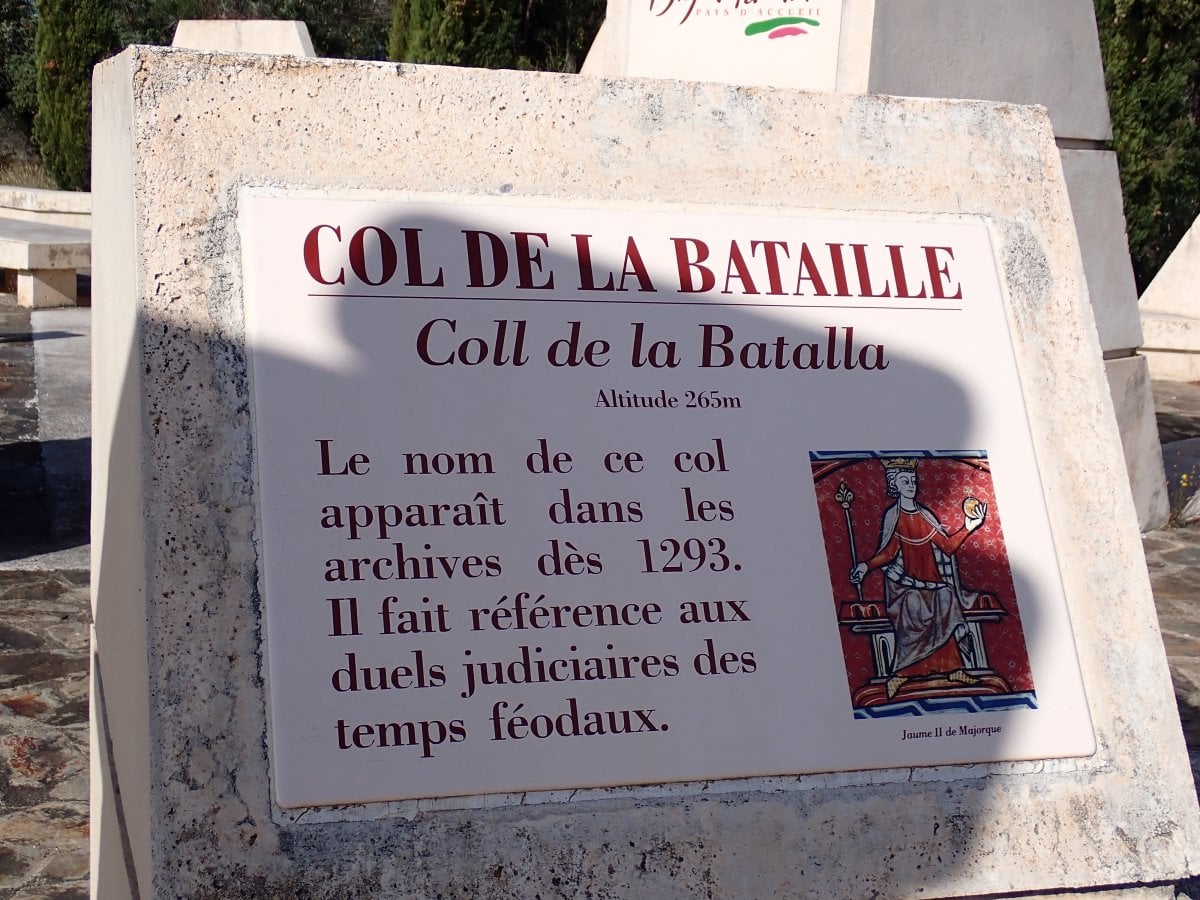 PAYS D'ACCUEIL
COL DE LA BATAILLE
Coll de la Batalla
Altitude 265m
Le nom de ce col
apparaît dans les
archives dès 1293.
Il fait référence aux
duels judiciaires des
temps féodaux.
Jaume II de Majorque